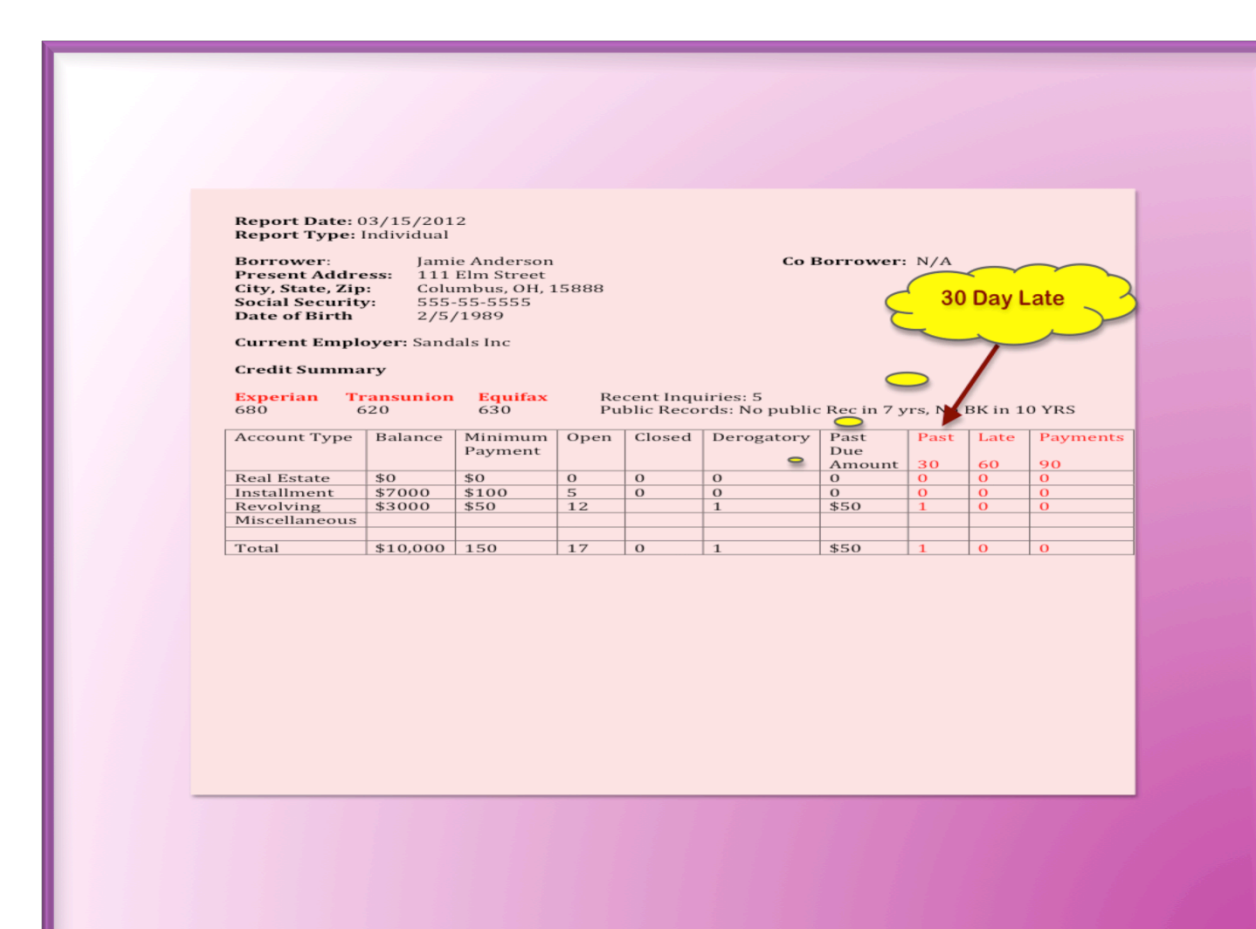 Report Date: 03/15/2012
Report Type: Individual
Borrower: Jamie Anderson Co Borrower: N/A
Present Address: 111 Elm Street
City, State, Zip: Columbus, OH, 15888
Social Security: 555-55-5555
Date of Birth 2/5/1989
30 Day Late
Current Employer: Sandals Inc
Credit Summary
Experian Transunion Equifax Recent Inquiries: 5
680 620 630 Public Records: No public Rec in 7 yrs, BK in 10 YRS
Account Type Balance Minimum Open Closed Derogatory Past Past Late Payments
Payment Due
Amount 30 60 90
Real Estate $0 $0 0 0 0 0 0 0 0
Installment $7000 $100 5 0 0 0 0 0 0
Revolving $3000 $50 12 1 $50 1 0 0
Miscellaneous
Total $10,000 150 17 0 1 $50 1 0 0